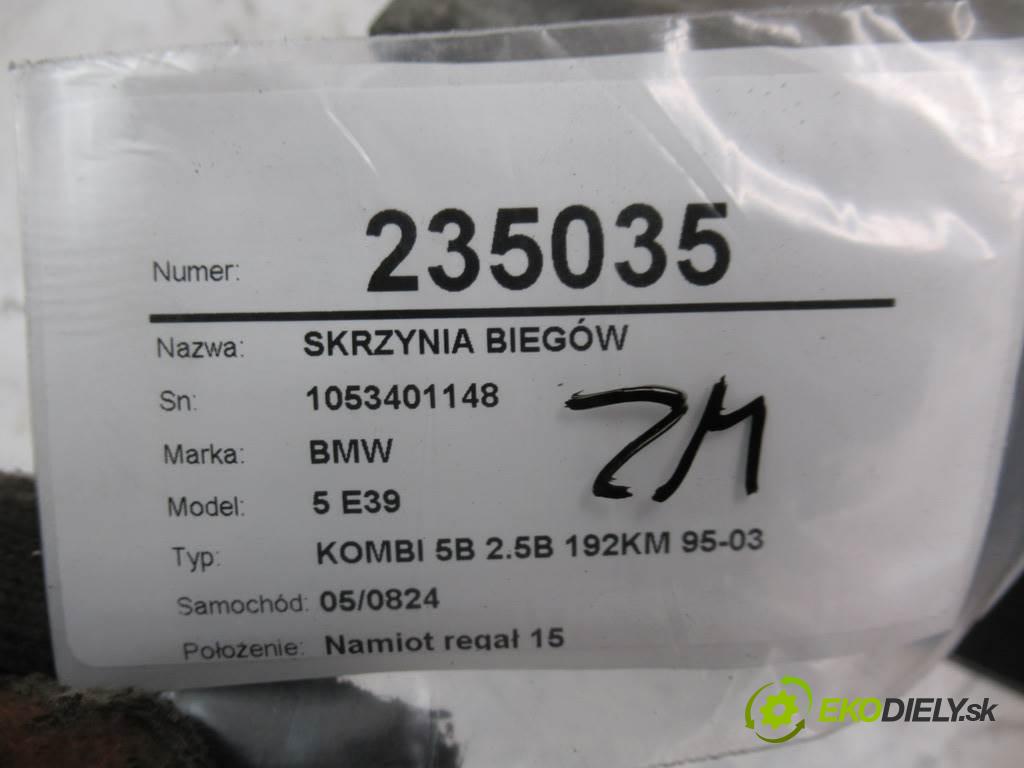 Numer: 235035
Nazwa: SKRZYNIA BIEGÓW
Sn: 1053401148
Marka: BMW
Model: 5 E39
Typ: KOMBI 5B 2.5B 192KM 95-03
Samochód: 05/0824
Położenie: Namiot regał 15
EKODIELY.sk